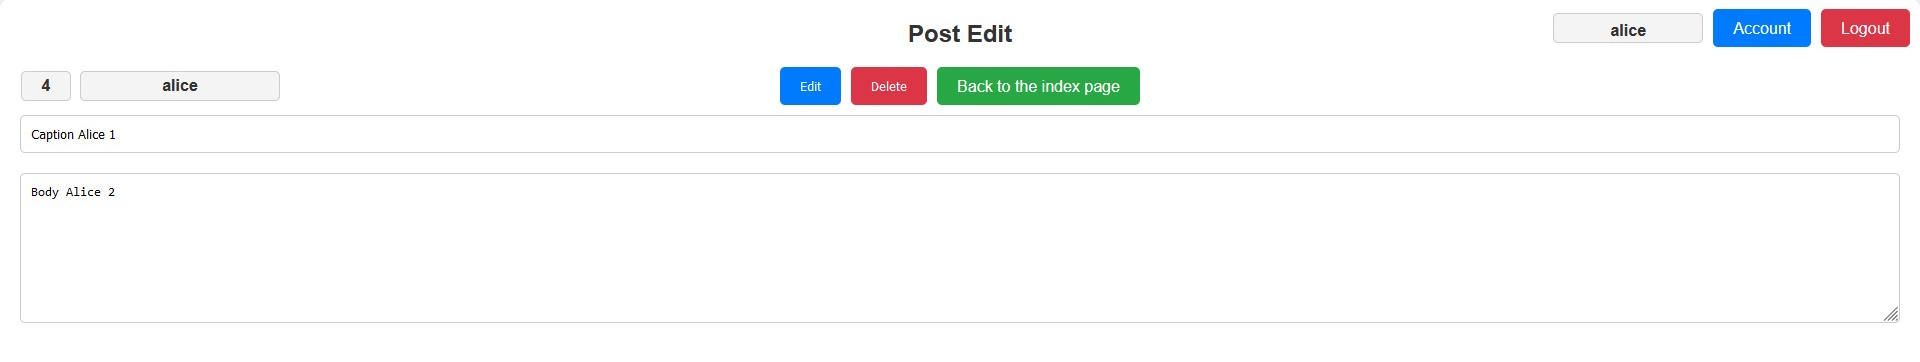 Post Edit
alice
Account
Logout
4
alice
Edit
Delete
Back to the index page
Caption Alice 1
Body Alice 2